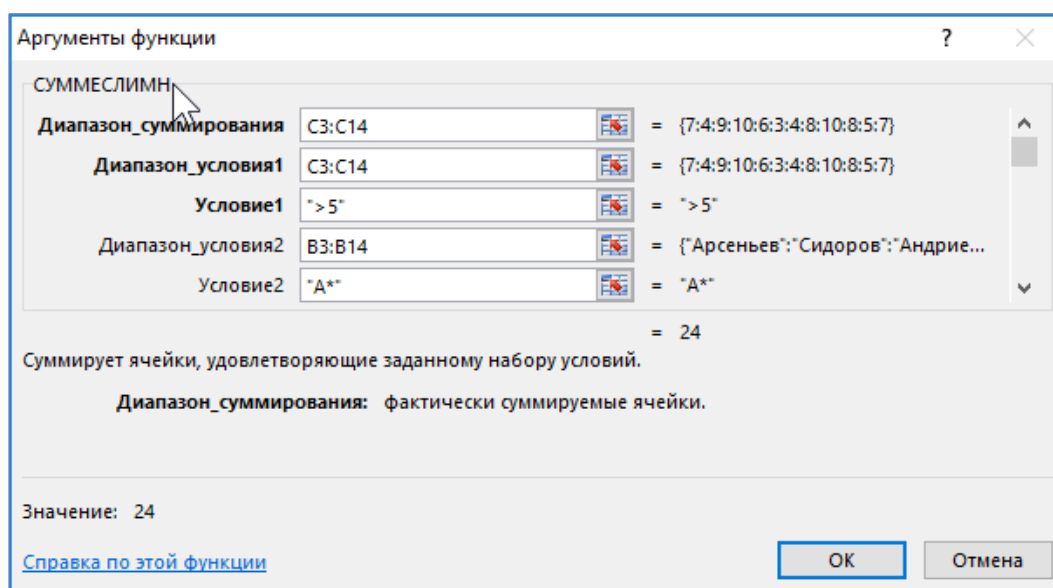 Аргументы функции ?
СУММЕСЛИМН
Диапазон_суммирования C3:C14 = {7:4:9:10:6:3:4:8:10:8:5:7}
Диапазон_условия1 C3:C14 = {7:4:9:10:6:3:4:8:10:8:5:7}
Условие1 ">5" = ">5"
Диапазон_условия2 B3:B14 = {"Арсеньев":"Сидоров":"Андрие...
Условие2 "А*" = "А*"
= 24
Суммирует ячейки, удовлетворяющие заданному набору условий.
Диапазон_суммирования: фактически суммируемые ячейки.
Значение: 24
Справка по этой функции ОК Отмена